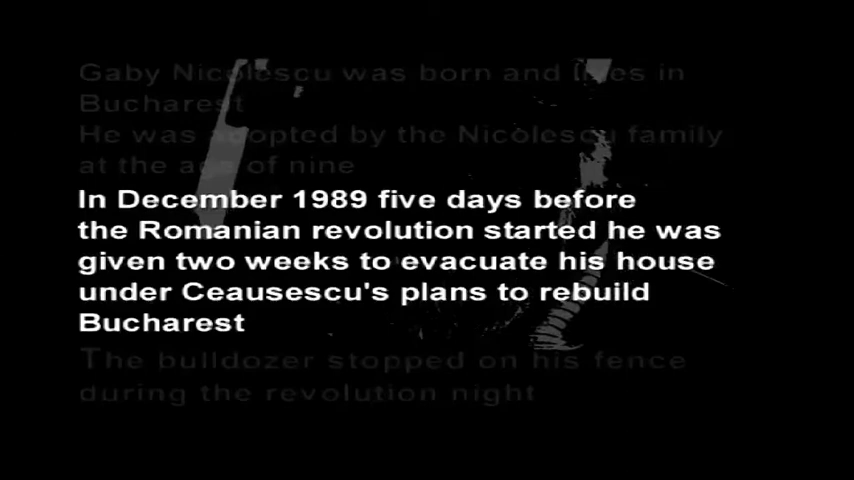 Gaby Nicolescu was born and lives in
Bucharest
He was adopted by the Nicolescu family
at the age of nine
In December 1989 five days before
the Romanian revolution started he was
given two weeks to evacuate his house
under Ceausescu's plans to rebuild
Bucharest
The bulldozer stopped on his fence
during the revolution night